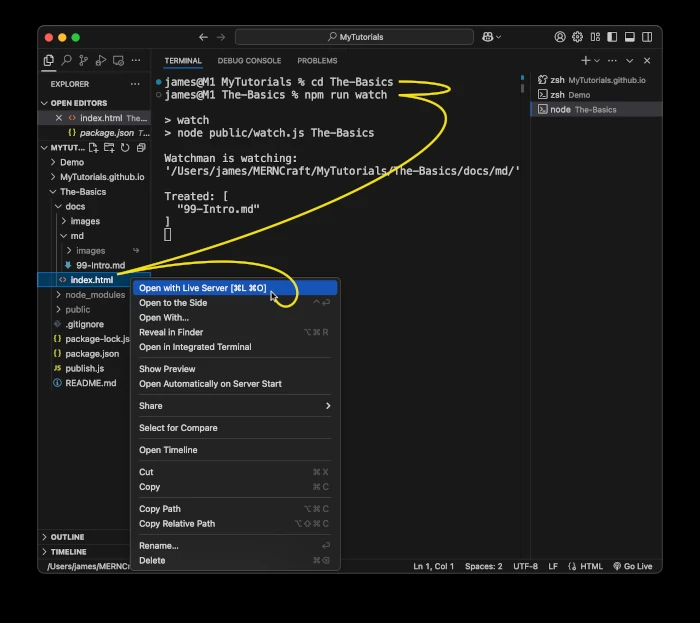 MyTutorials
EXPLORER
OPEN EDITORS
index.html The...
package.json T...
MYTUT...
Demo
MyTutorials.github.io
The-Basics
docs
images
md
images
99-Intro.md
index.html
node_modules
public
.gitignore
package-lock.js
package.json
publish.js
README.md
OUTLINE
TIMELINE
TERMINAL DEBUG CONSOLE PROBLEMS
james@M1 MyTutorials % cd The-Basics
james@M1 The-Basics % npm run watch
> watch
> node public/watch.js The-Basics
Watchman is watching:
'/Users/james/MERNCraft/MyTutorials/The-Basics/docs/md/'
Treated: [
"99-Intro.md"
]
zsh MyTutorials.github.io
zsh Demo
node The-Basics
Open with Live Server [⌘L ⌘O]
Open to the Side ⌃⏎
Open With...
Reveal in Finder ⌥⌘R
Open in Integrated Terminal
Show Preview
Open Automatically on Server Start
Share
Select for Compare
Open Timeline
Cut ⌘X
Copy ⌘C
Copy Path ⌥⌘C
Copy Relative Path ⌥⇧⌘C
Rename... ⏎
Delete ⌘⌫
/Users/james/MERNCr
Ln 1, Col 1 Spaces: 2 UTF-8 LF HTML Go Live